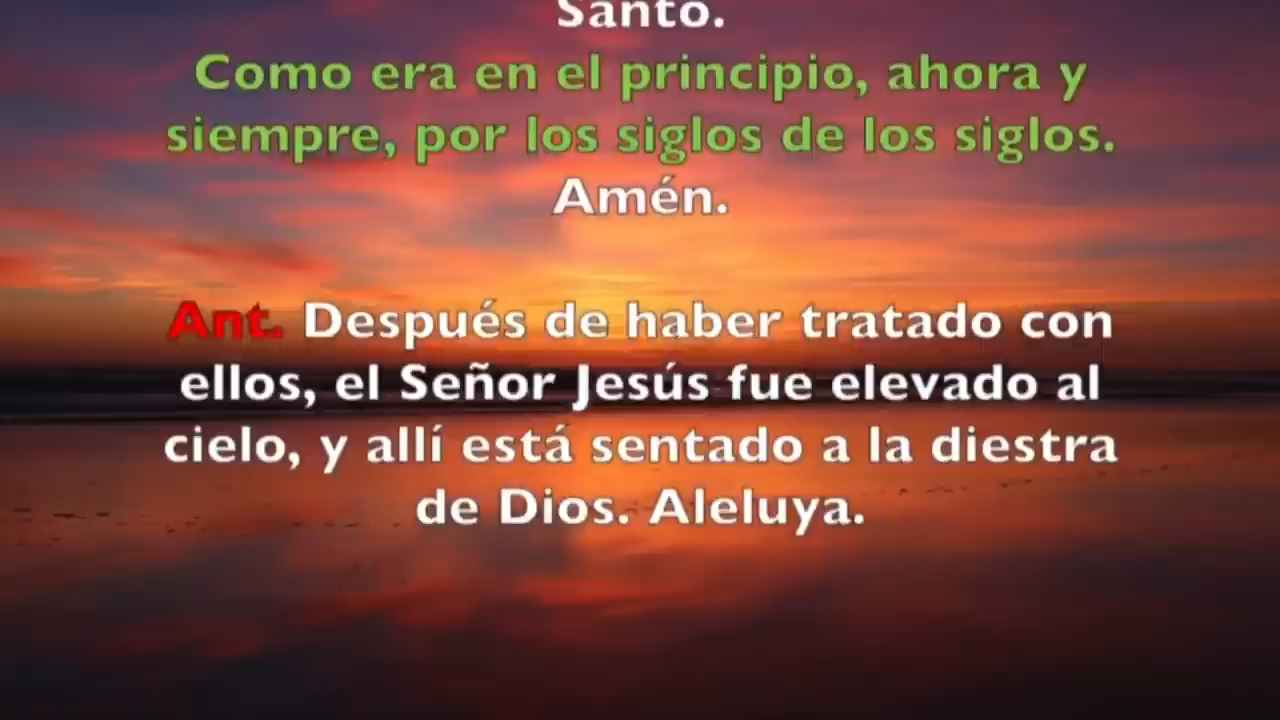 Santo.
Como era en el principio, ahora y
siempre, por los siglos de los siglos.
Amén.
Ant. Después de haber tratado con
ellos, el Señor Jesús fue elevado al
cielo, y allí está sentado a la diestra
de Dios. Aleluya.